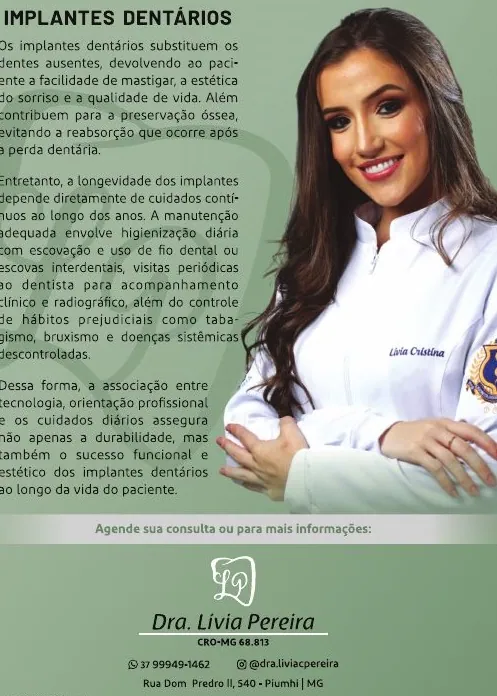 IMPLANTES DENTÁRIOS
Os implantes dentários substituem os
dentes ausentes, devolvendo ao paci-
ente a facilidade de mastigar, a estética
do sorriso e a qualidade de vida. Além
contribuem para a preservação óssea,
evitando a reabsorção que ocorre após
a perda dentária.
Entretanto, a longevidade dos implantes
depende diretamente de cuidados contí-
nuos ao longo dos anos. A manutenção
adequada envolve higienização diária
com escovação e uso de fio dental ou
escovas interdentais, visitas periódicas
ao dentista para acompanhamento
clínico e radiográfico, além do controle
de hábitos prejudiciais como taba-
gismo, bruxismo e doenças sistêmicas
descontroladas.
Dessa forma, a associação entre
tecnologia, orientação profissional
e os cuidados diários assegura
não apenas a durabilidade, mas
também o sucesso funcional e
estético dos implantes dentários
ao longo da vida do paciente.
Lívia Cristina
Agende sua consulta ou para mais informações:
LP
Dra. Lívia Pereira
CRO-MG 68.813
37 99949-1462 @dra.liviacpereira
Rua Dom Predro II, 540 - Piumhi | MG